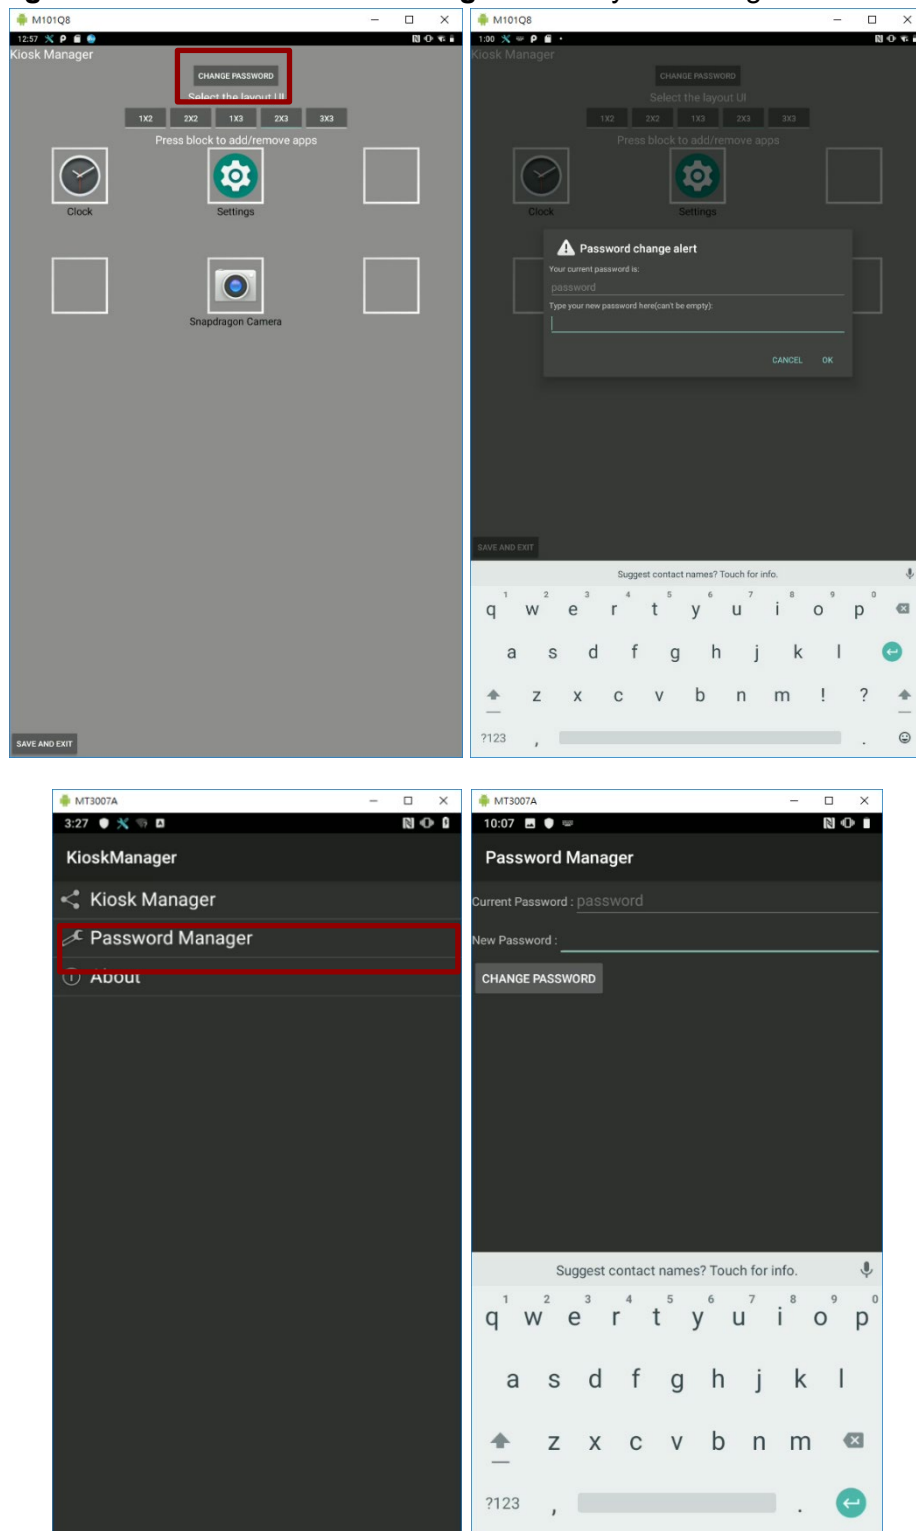 M101Q8
12:57
Kiosk Manager
CHANGE PASSWORD
Select the layout UI
1X2 2X2 1X3 2X3 3X3
Press block to add/remove apps
Clock Settings
Snapdragon Camera
SAVE AND EXIT
M101Q8
1:00
Kiosk Manager
CHANGE PASSWORD
Select the layout UI
1X2 2X2 1X3 2X3 3X3
Press block to add/remove apps
Clock Settings
Password change alert
Your current password is:
password
Type your new password here(can't be empty):
CANCEL OK
SAVE AND EXIT
Suggest contact names? Touch for info.
1 2 3 4 5 6 7 8 9 0
q w e r t y u i o p
a s d f g h j k l
z x c v b n m ! ?
?123 , .
MT3007A
3:27
KioskManager
Kiosk Manager
Password Manager
About
MT3007A
10:07
Password Manager
Current Password : password
New Password :
CHANGE PASSWORD
Suggest contact names? Touch for info.
1 2 3 4 5 6 7 8 9 0
q w e r t y u i o p
a s d f g h j k l
z x c v b n m
?123 , .